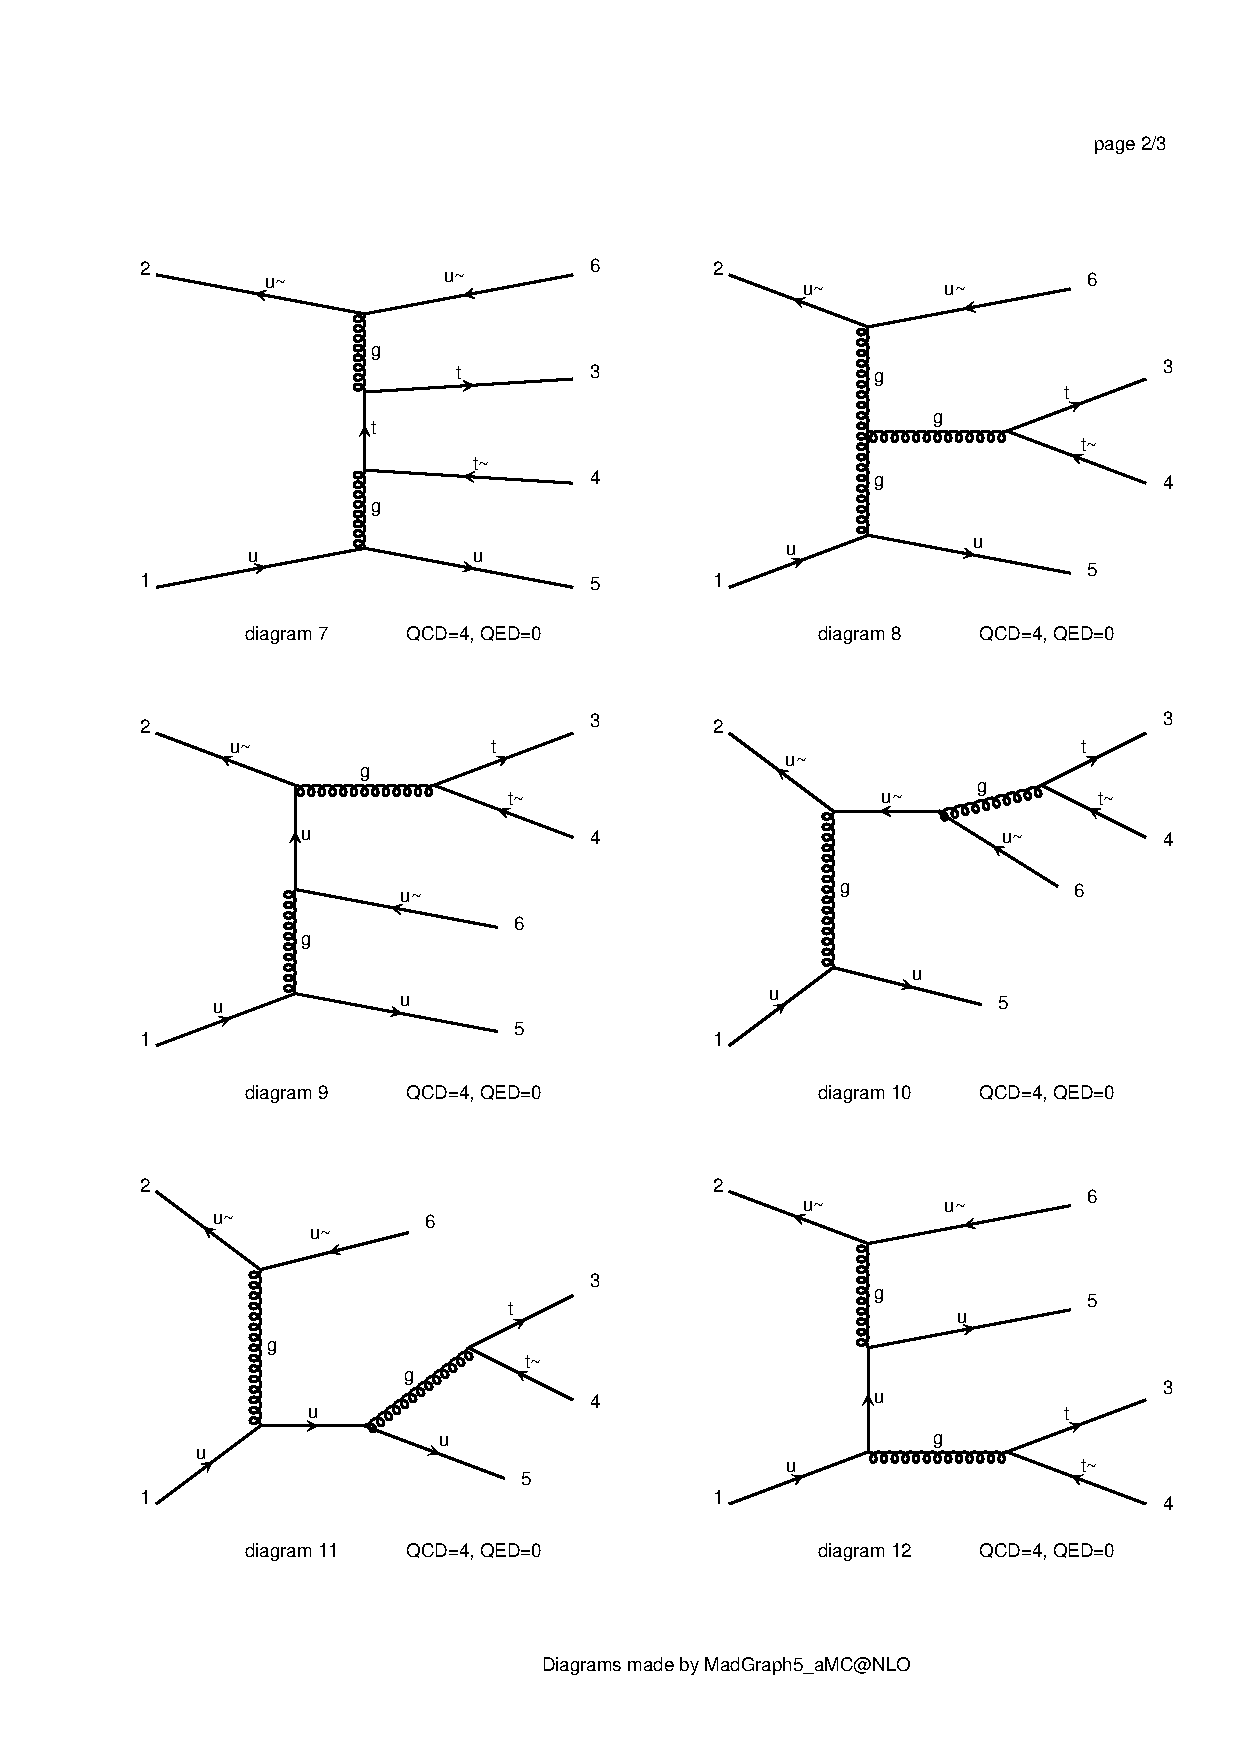 page 2/3
2 u~ u~ 6
g
t 3
t
t~ 4
g
u u
1 5
diagram 7 QCD=4, QED=0
2 u~ u~ 6
g
t 3
g
t~ 4
g
u u
1 5
diagram 8 QCD=4, QED=0
2 u~ t 3
g
t~ 4
u
u~ 6
g
u u
1 5
diagram 9 QCD=4, QED=0
2 t 3
u~ g
u~ t~
u~ 4
g 6
u u
1 5
diagram 10 QCD=4, QED=0
2 u~ u~ 6
t 3
g
g t~
u 4
u u
1 5
diagram 11 QCD=4, QED=0
2 u~ u~ 6
g
u 5
u t 3
g
u t~
1 4
diagram 12 QCD=4, QED=0
Diagrams made by MadGraph5_aMC@NLO